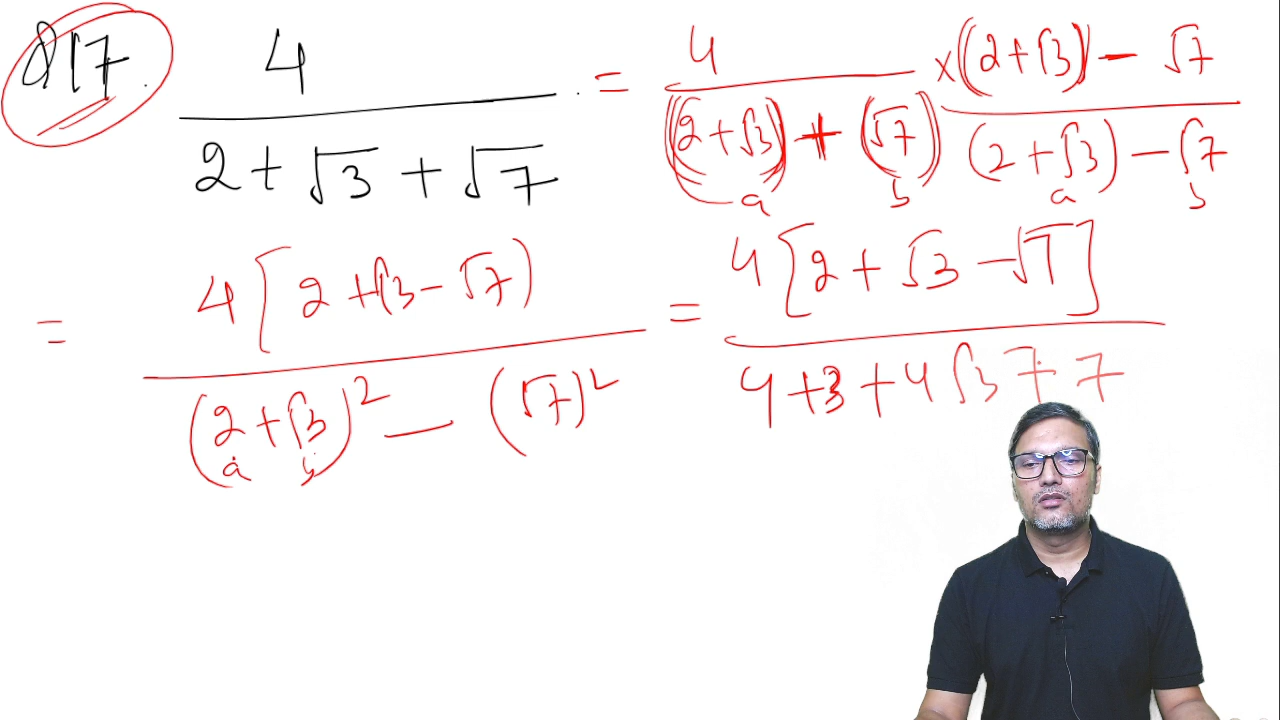 Q17. 4 / (2 + √3 + √7) . = 4 / ((2 + √3) + (√7)) × ((2 + √3) − √7) / ((2 + √3) − √7)
a b a b
= 4 [2 + √3 − √7) / ((2 + √3)² − (√7)²) = 4 [2 + √3 − √7] / (4 + 3 + 4√3 7 7
a b